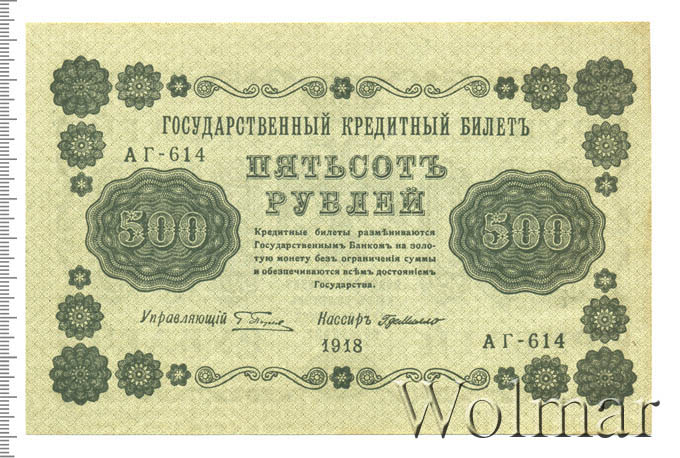 ГОСУДАРСТВЕННЫЙ КРЕДИТНЫЙ БИЛЕТЪ
АГ-614
ПЯТЬСОТЪ
РУБЛЕЙ
500
500
Кредитные билеты размѣниваются
Государственнымъ Банкомъ на золо-
тую монету безъ ограниченія суммы
и обезпечиваются всѣмъ достояніемъ
Государства.
Управляющій
Кассиръ
1918
АГ-614
Wolmar